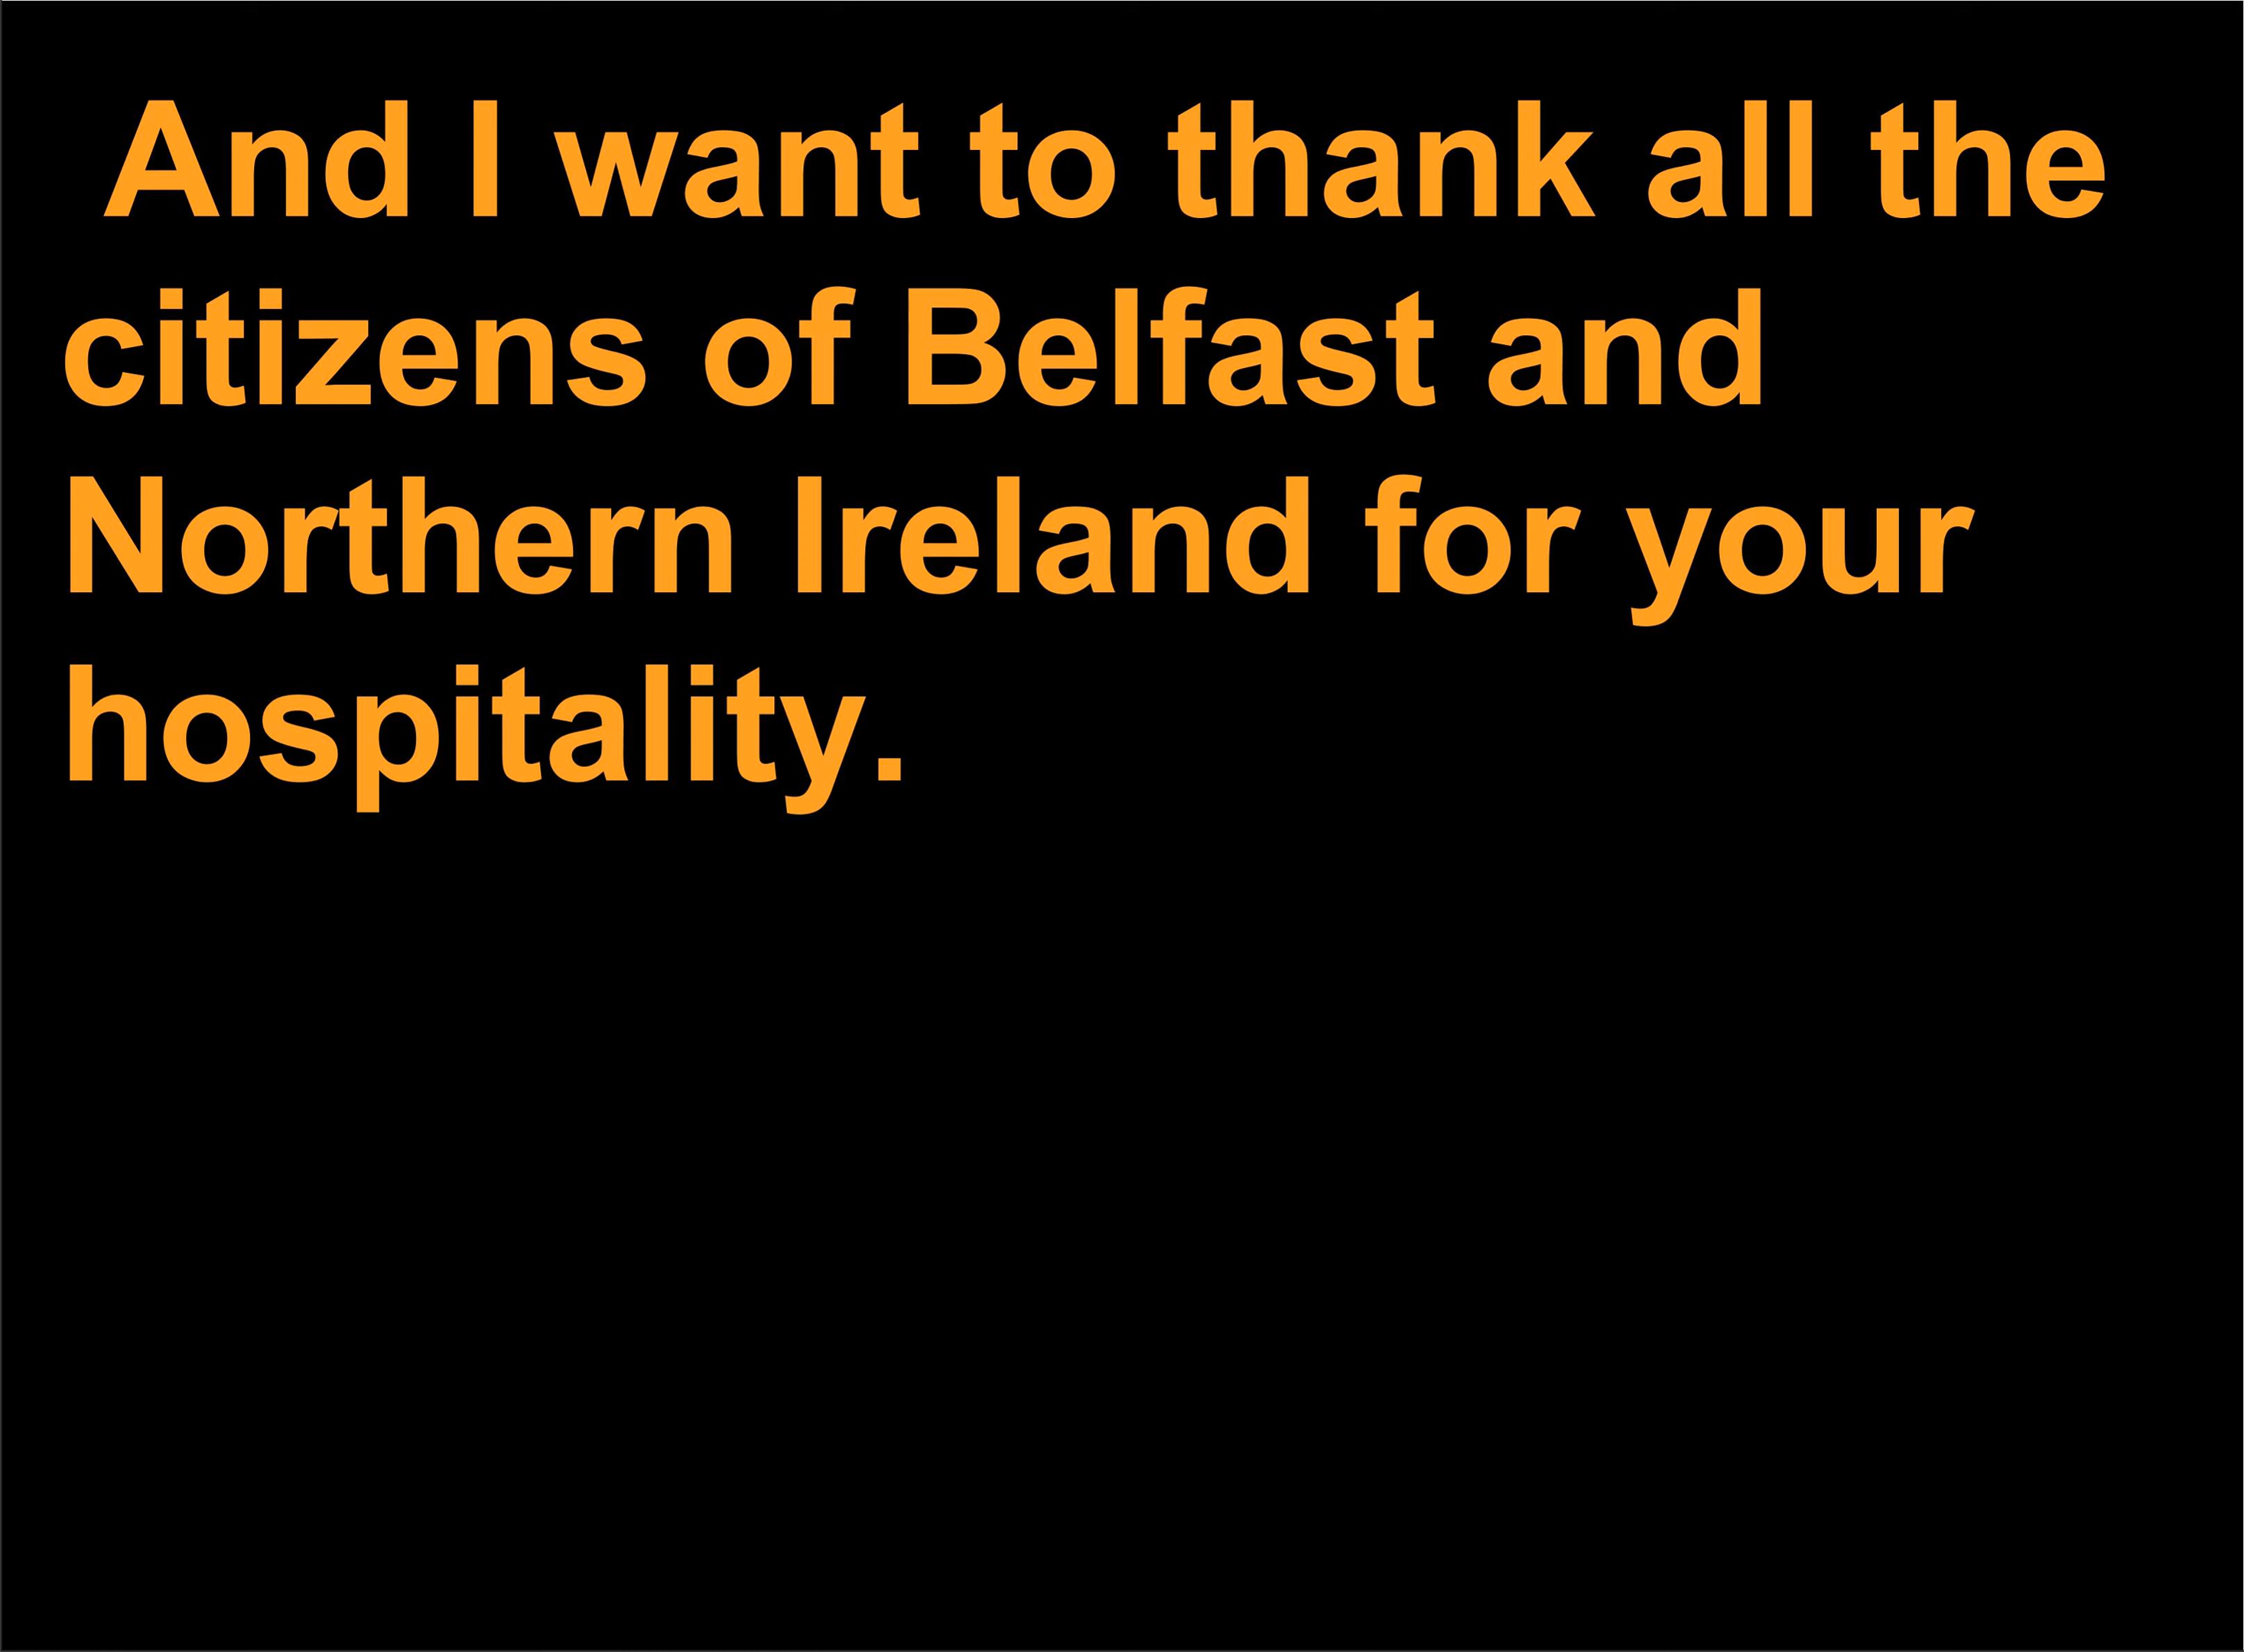 And I want to thank all the
citizens of Belfast and
Northern Ireland for your
hospitality.